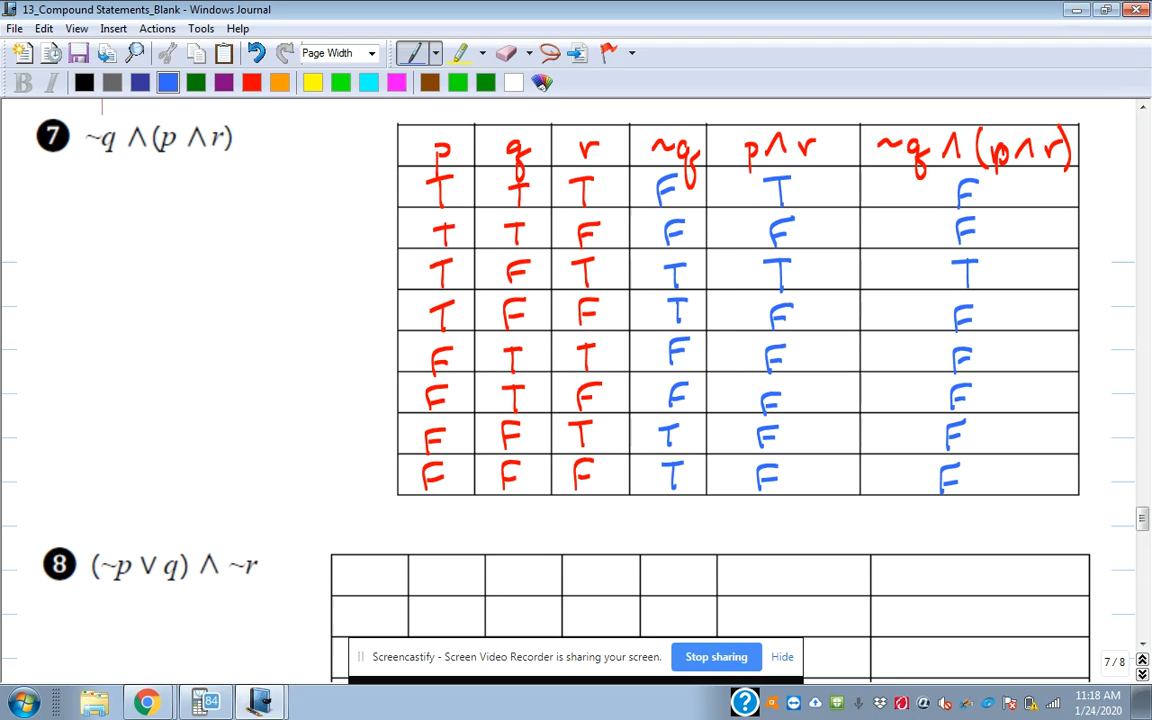 13_Compound Statements_Blank - Windows Journal
File Edit View Insert Actions Tools Help
Page Width
B I
7 ~q ∧(p ∧ r)
p q r ~q p ∧ r ~q ∧ (p ∧ r)
T T T F T F
T T F F F F
T F T T T T
T F F T F F
F T T F F F
F T F F F F
F F T T F F
F F F T F F
8 (~p ∨ q) ∧ ~r
Screencastify - Screen Video Recorder is sharing your screen. Stop sharing Hide
7 / 8
84
11:18 AM
1/24/2020